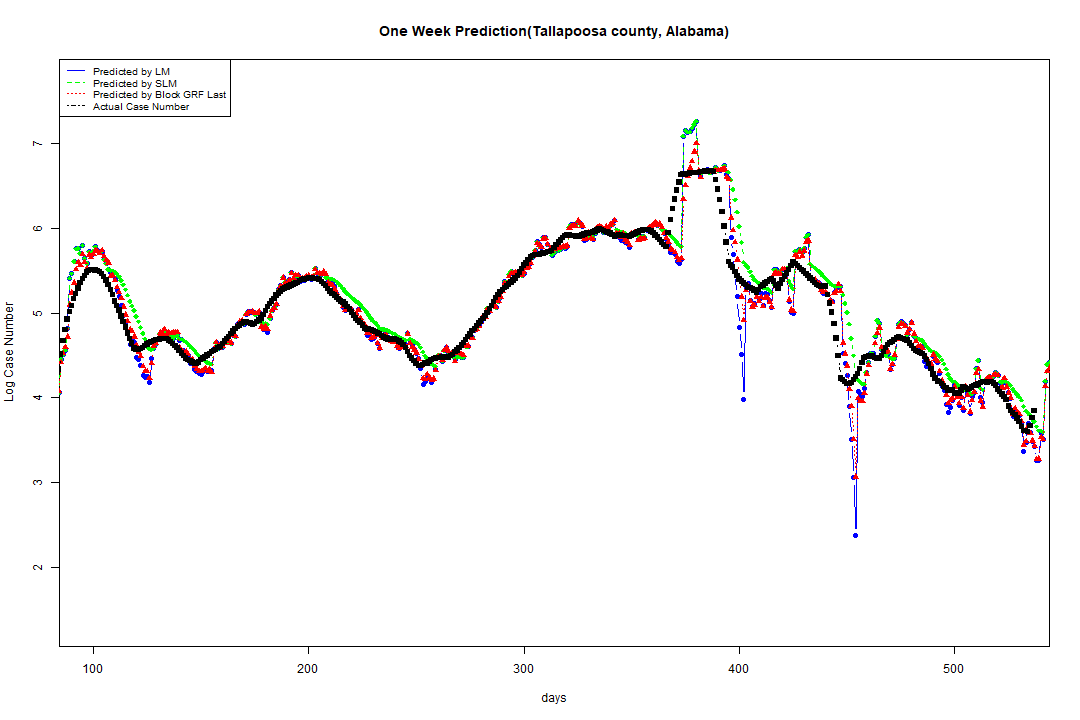 One Week Prediction(Tallapoosa county, Alabama)
Predicted by LM
Predicted by SLM
Predicted by Block GRF Last
Actual Case Number
7
6
5
4
3
2
Log Case Number
100 200 300 400 500
days